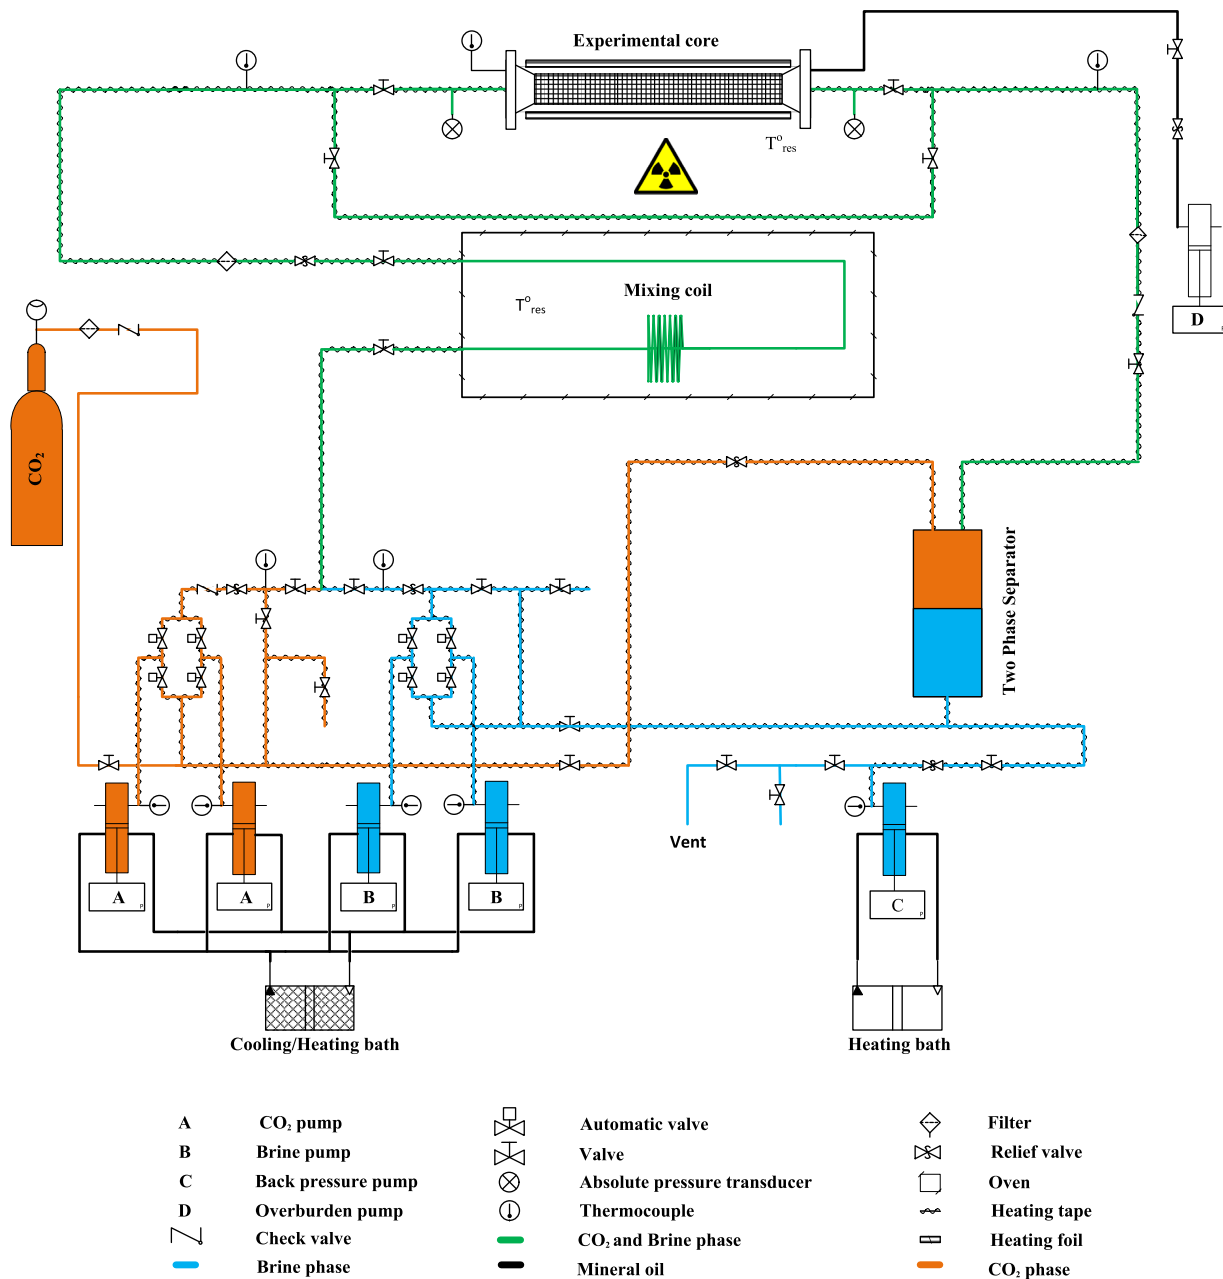 Experimental core
T°res
Mixing coil
T°res
CO₂
Two Phase Separator
D
P
Vent
A
P
A
P
B
P
B
P
C
P
Cooling/Heating bath
Heating bath
A CO₂ pump
Automatic valve
Filter
B Brine pump
Valve
Relief valve
C Back pressure pump
Absolute pressure transducer
Oven
D Overburden pump
Thermocouple
Heating tape
Check valve
CO₂ and Brine phase
Heating foil
Brine phase
Mineral oil
CO₂ phase